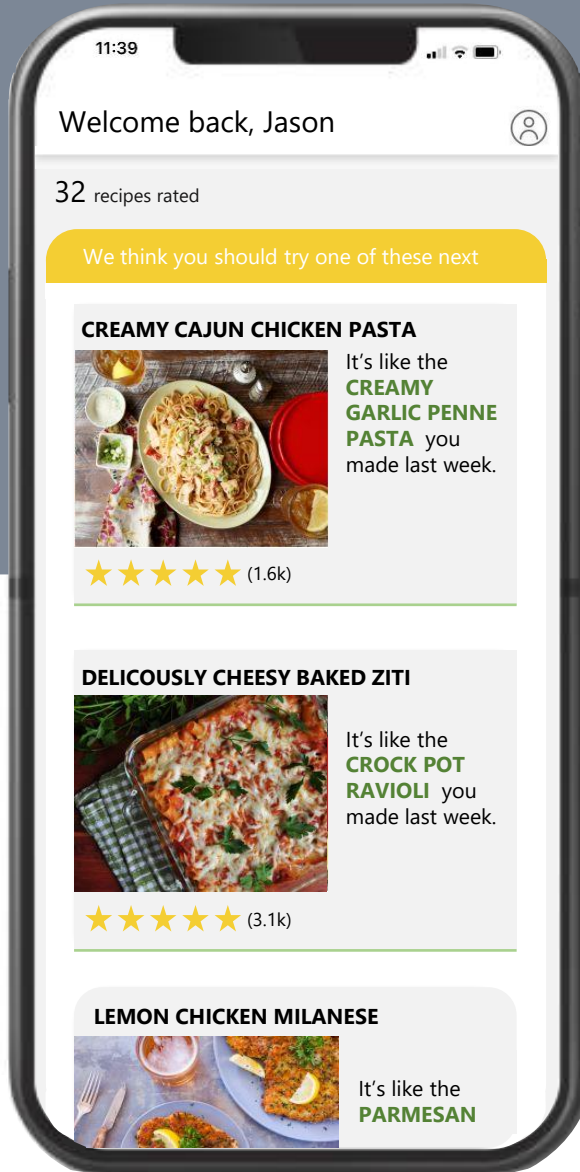 11:39
Welcome back, Jason
32 recipes rated
We think you should try one of these next
CREAMY CAJUN CHICKEN PASTA
It's like the
CREAMY
GARLIC PENNE
PASTA you
made last week.
(1.6k)
DELICOUSLY CHEESY BAKED ZITI
It's like the
CROCK POT
RAVIOLI you
made last week.
(3.1k)
LEMON CHICKEN MILANESE
It's like the
PARMESAN